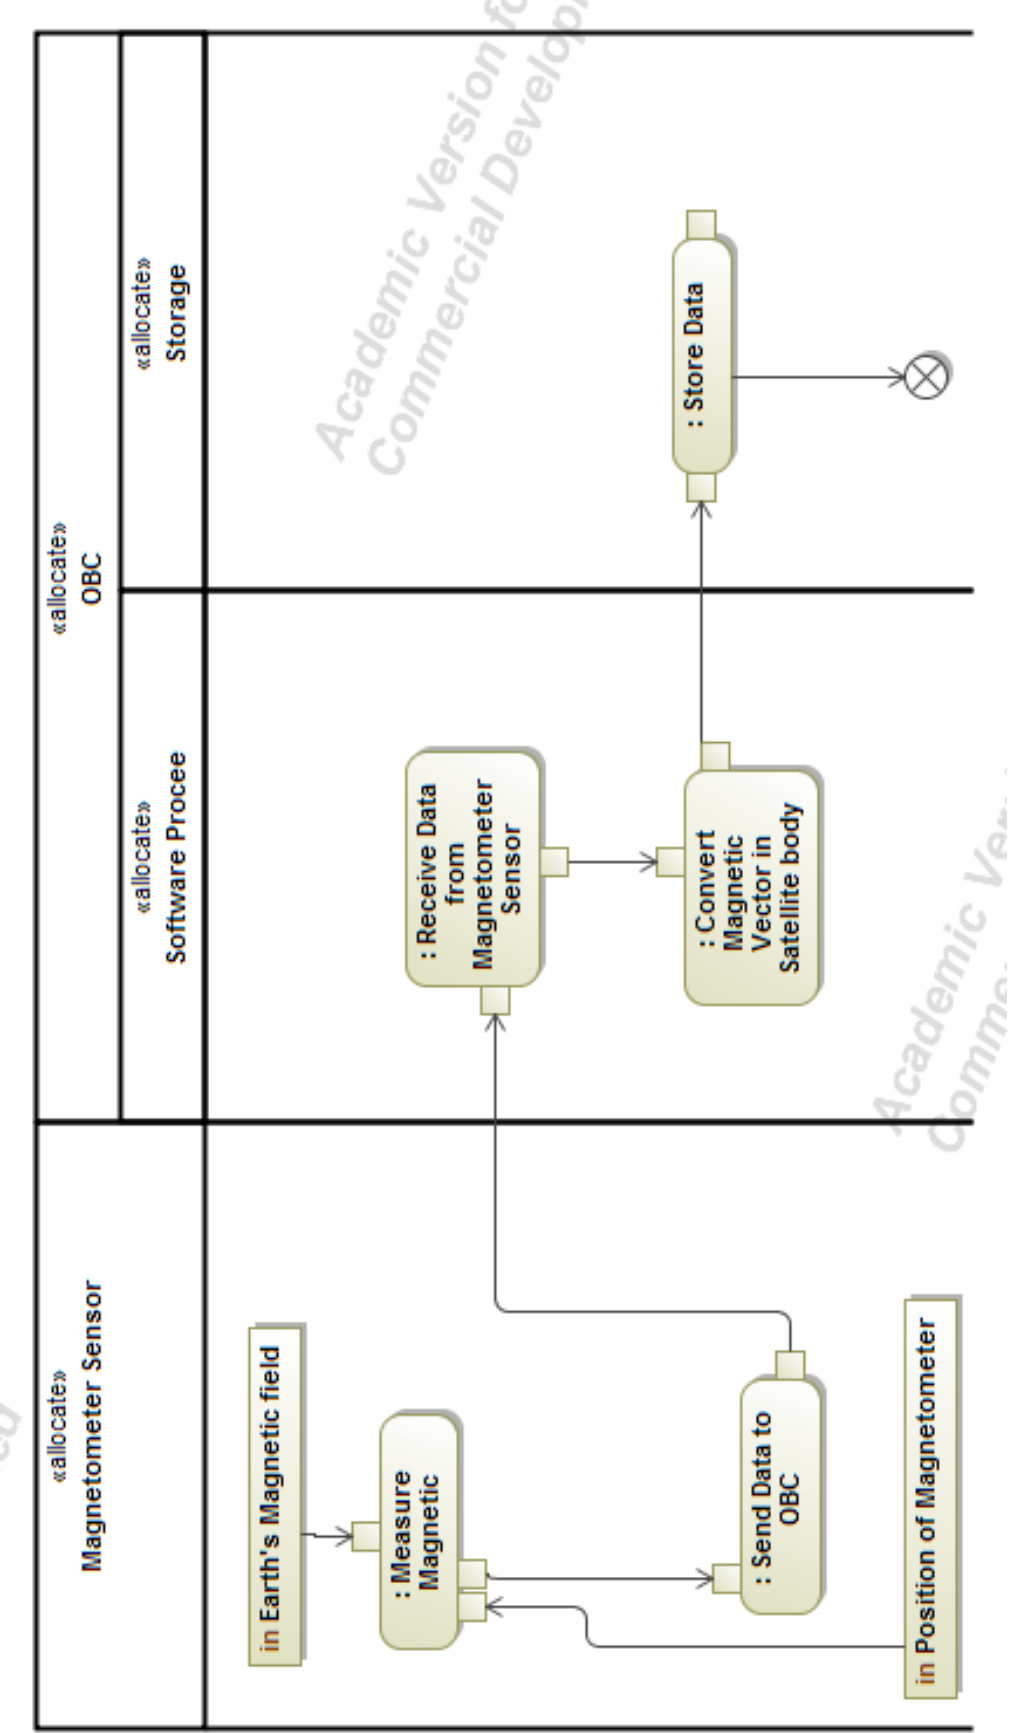 «allocate»
Magnetometer Sensor
«allocate»
OBC
«allocate»
Software Procee
«allocate»
Storage
in Earth's Magnetic field
: Measure
Magnetic
: Send Data to
OBC
in Position of Magnetometer
: Receive Data
from
Magnetometer
Sensor
: Convert
Magnetic
Vector in
Satellite body
: Store Data
Academic Version fo
Commercial Develop
Academic Ver
Comme
ed